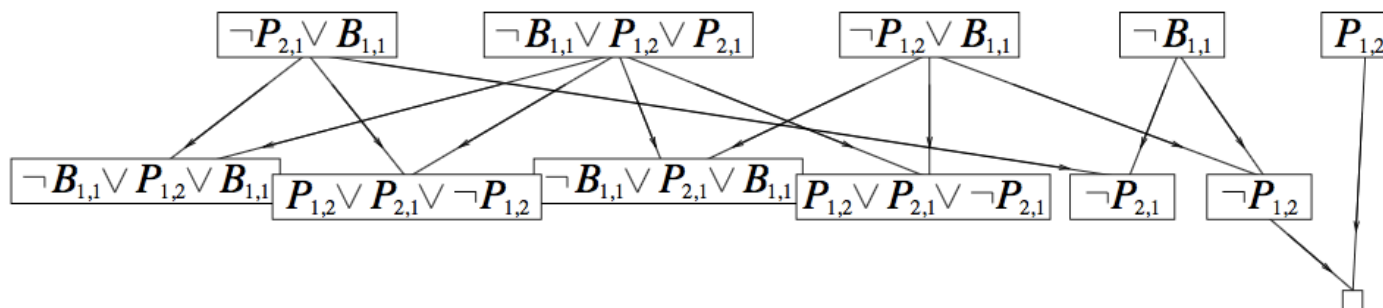 ¬P₂,₁ ∨ B₁,₁
¬B₁,₁ ∨ P₁,₂ ∨ P₂,₁
¬P₁,₂ ∨ B₁,₁
¬B₁,₁
P₁,₂
¬B₁,₁ ∨ P₁,₂ ∨ B₁,₁
P₁,₂ ∨ P₂,₁ ∨ ¬P₁,₂
¬B₁,₁ ∨ P₂,₁ ∨ B₁,₁
P₁,₂ ∨ P₂,₁ ∨ ¬P₂,₁
¬P₂,₁
¬P₁,₂